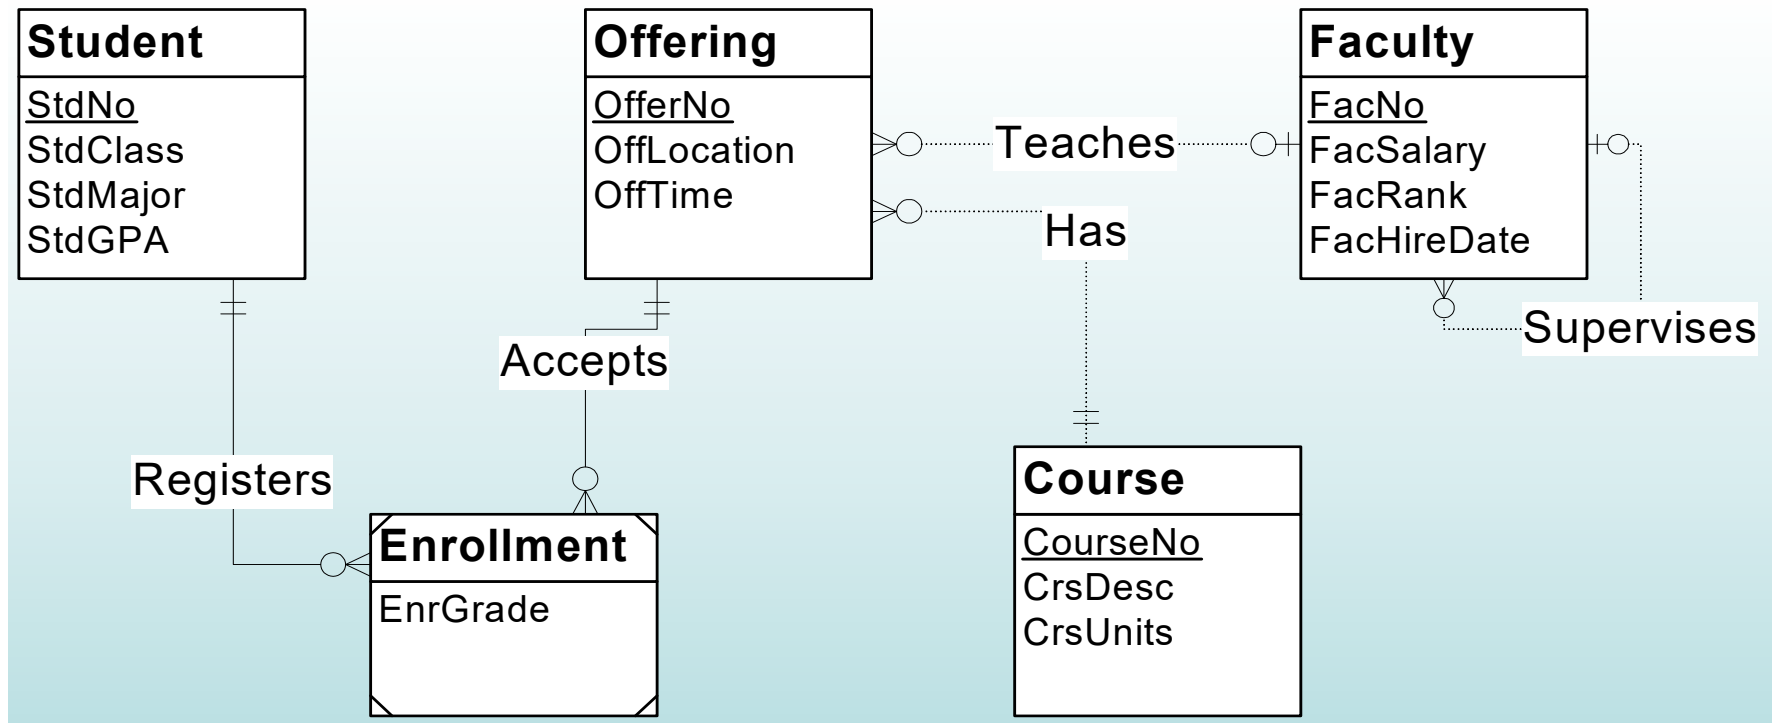 Student
StdNo
StdClass
StdMajor
StdGPA
Offering
OfferNo
OffLocation
OffTime
Faculty
FacNo
FacSalary
FacRank
FacHireDate
Teaches
Has
Supervises
Accepts
Registers
Enrollment
EnrGrade
Course
CourseNo
CrsDesc
CrsUnits